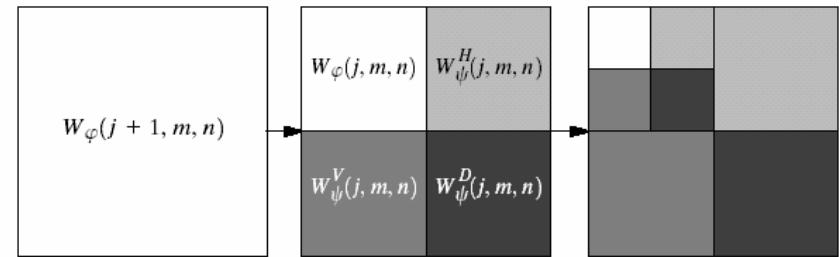 W_φ(j + 1, m, n)
W_φ(j, m, n)
W_ψ^H(j, m, n)
W_ψ^V(j, m, n)
W_ψ^D(j, m, n)